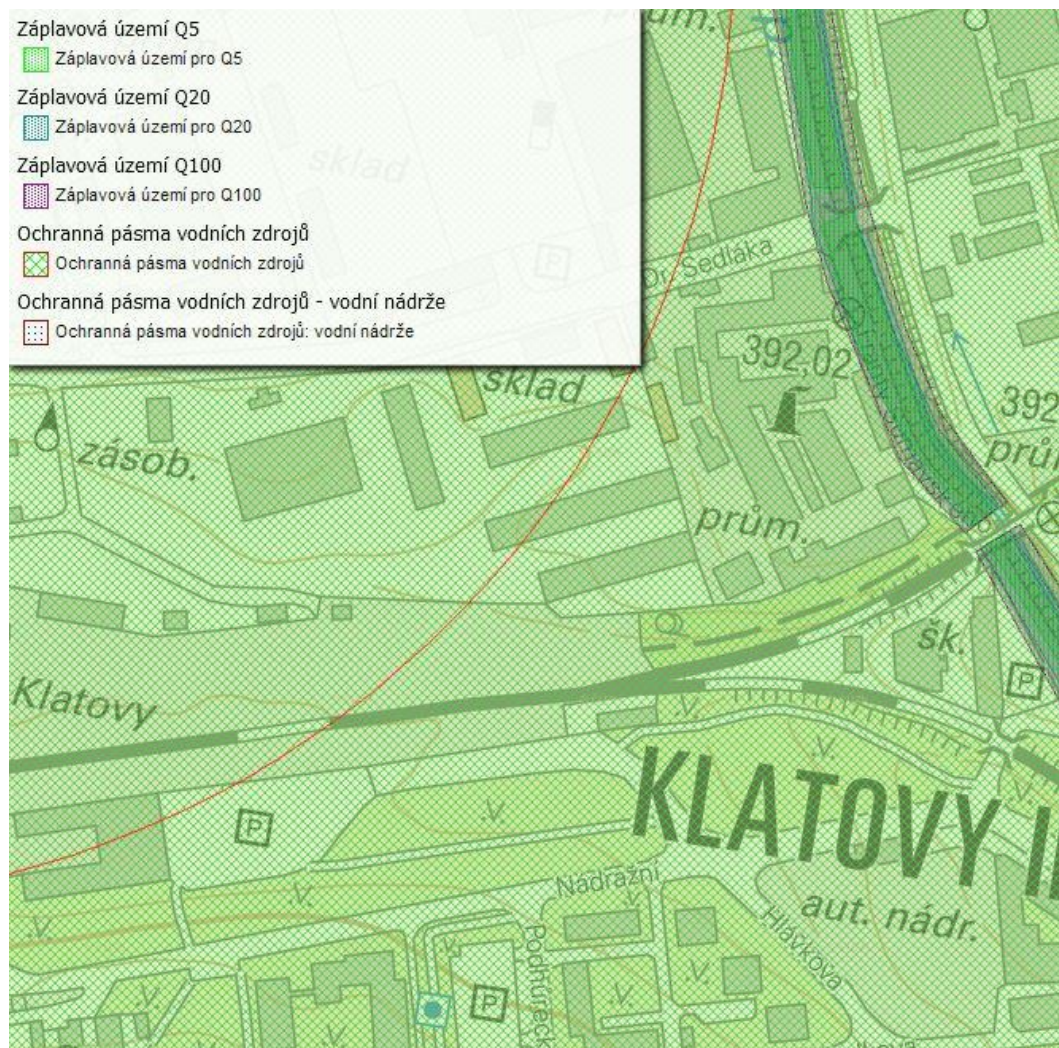 Záplavová území Q5
Záplavová území pro Q5
Záplavová území Q20
Záplavová území pro Q20
Záplavová území Q100
Záplavová území pro Q100
Ochranná pásma vodních zdrojů
Ochranná pásma vodních zdrojů
Ochranná pásma vodních zdrojů - vodní nádrže
Ochranná pásma vodních zdrojů: vodní nádrže
prům.
sklad
P
Dr. Sedláka
392,02
sklad
392
zásob.
prům.
prům.
šk.
P
Klatovy
KLATOVY
P
Nádražní
aut. nádr.
Hlávkova
P